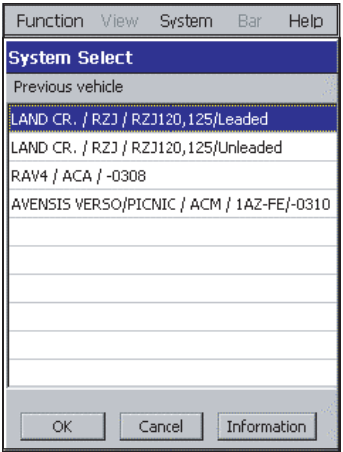 Function View System Bar Help
System Select
Previous vehicle
LAND CR. / RZJ / RZJ120,125/Leaded
LAND CR. / RZJ / RZJ120,125/Unleaded
RAV4 / ACA / -0308
AVENSIS VERSO/PICNIC / ACM / 1AZ-FE/-0310
OK Cancel Information